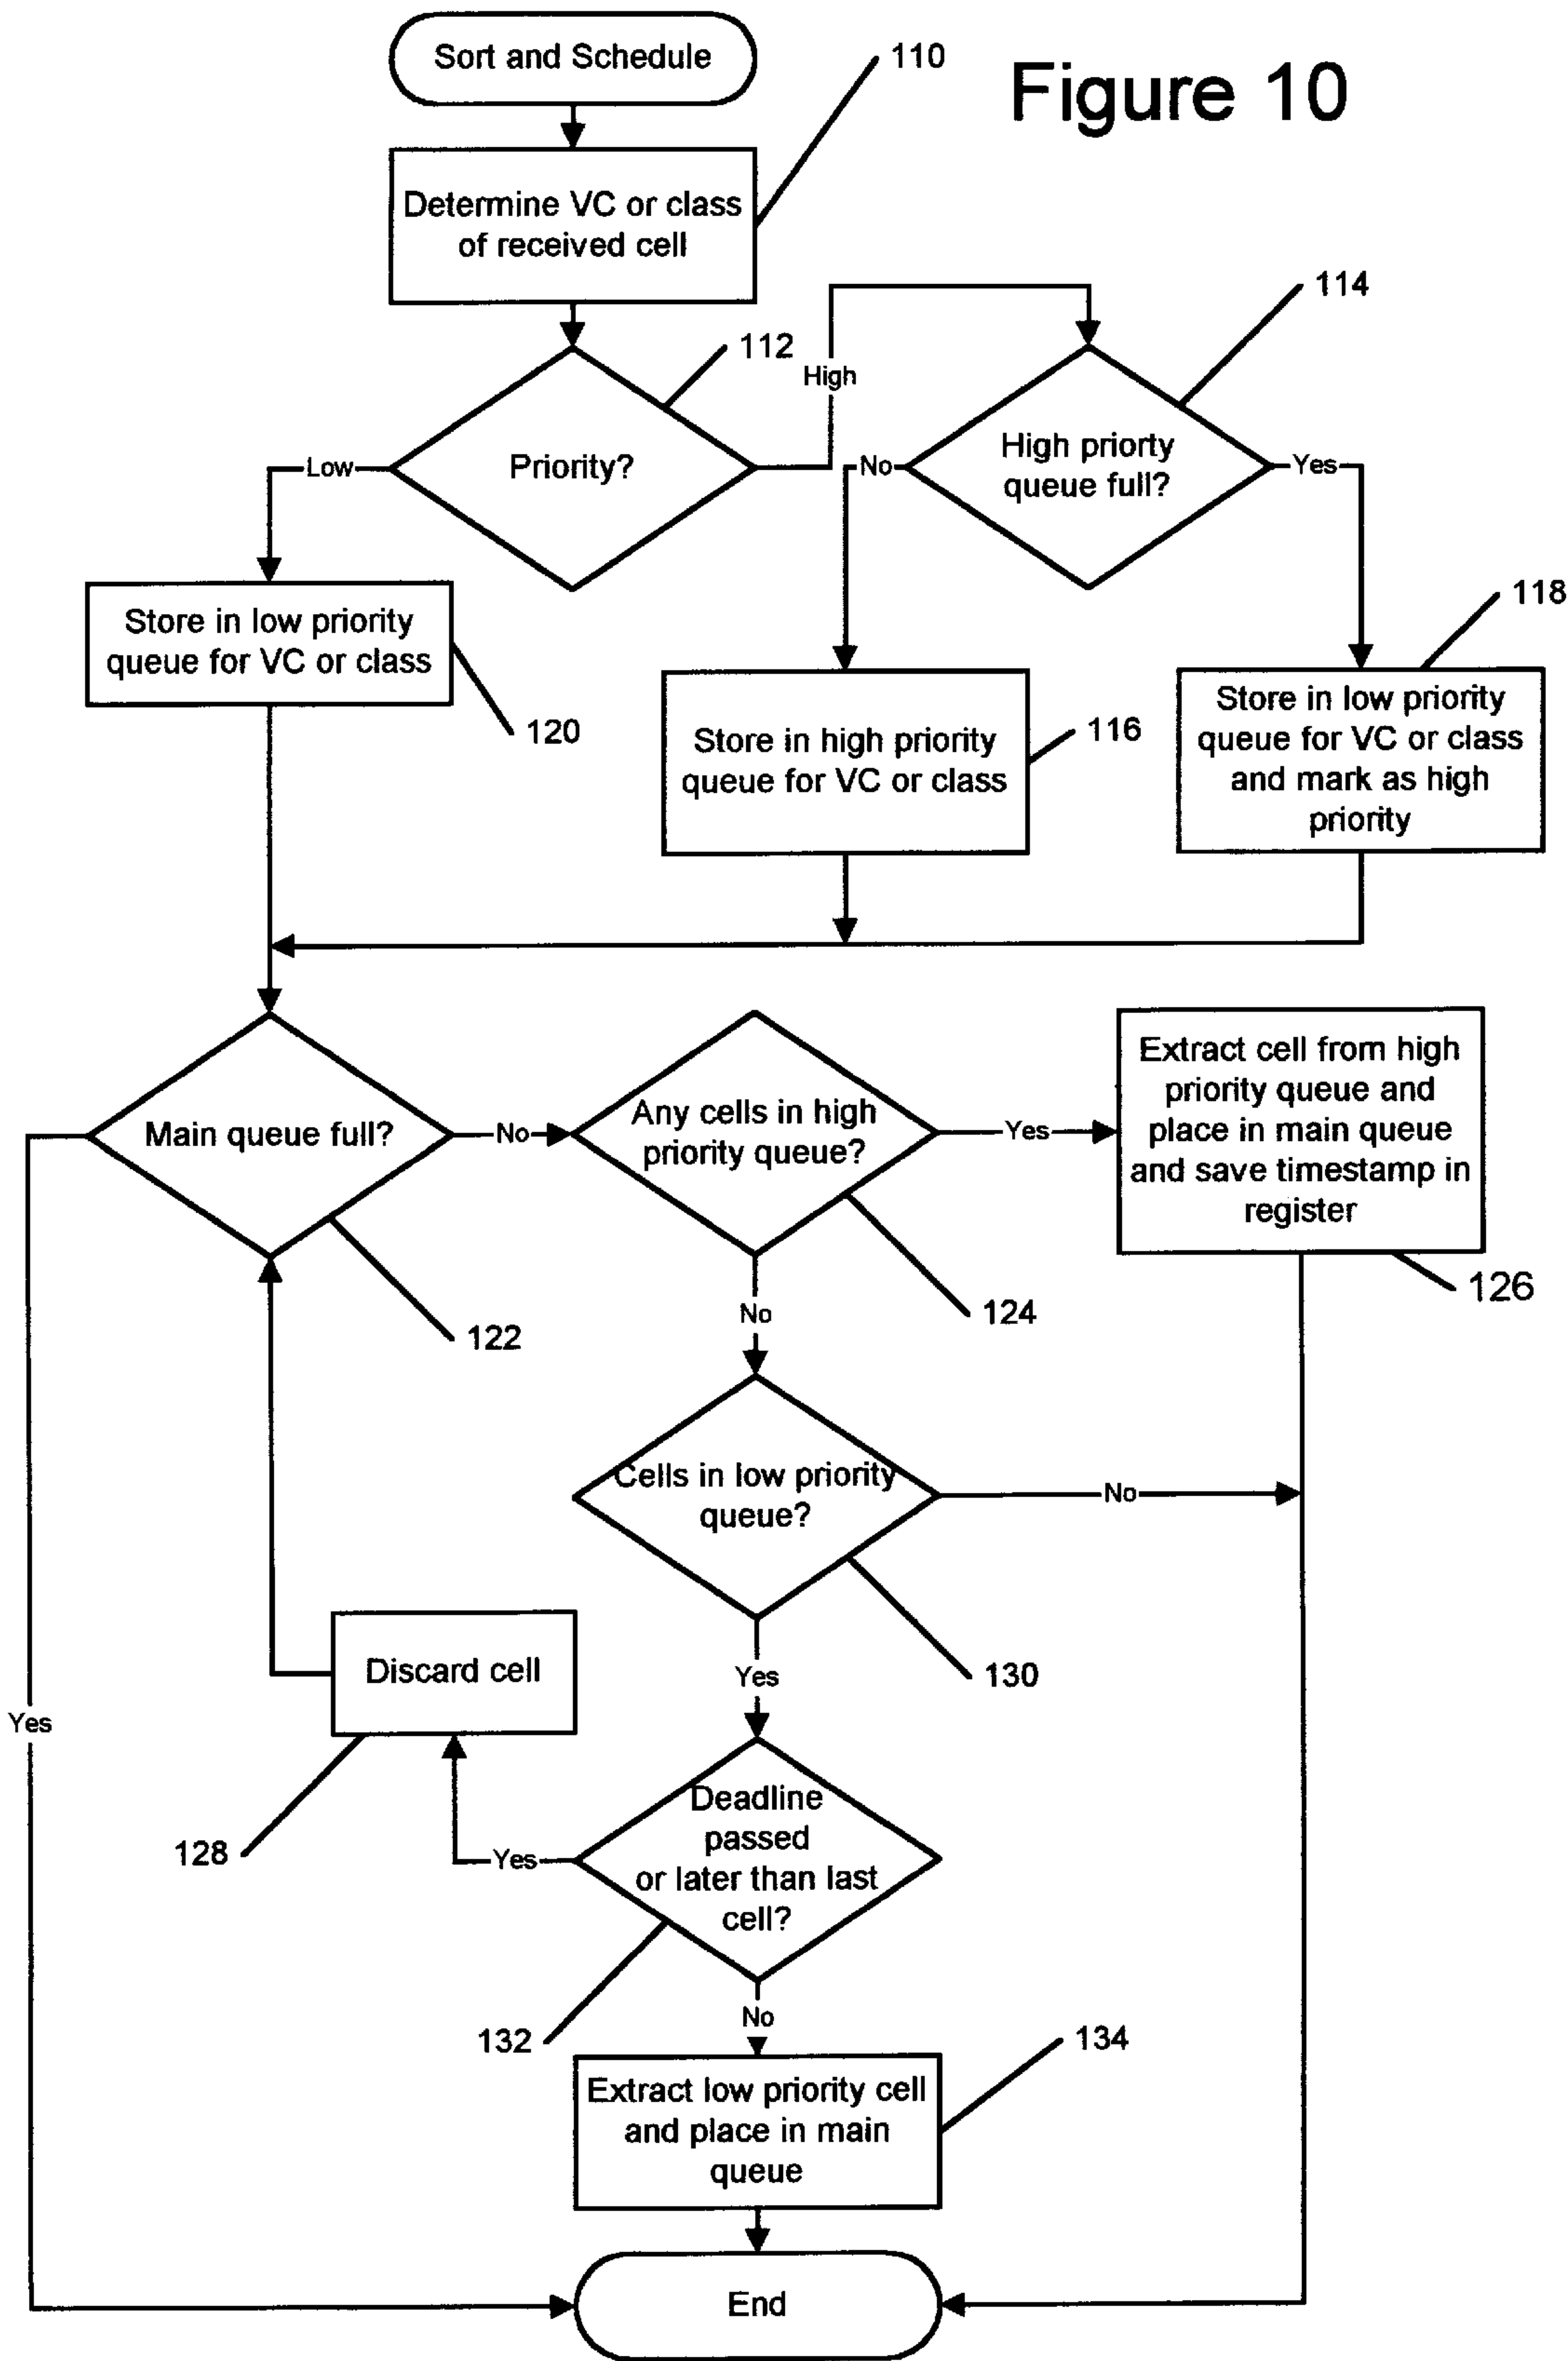 Sort and Schedule
110
Figure 10
Determine VC or class
of received cell
112
114
High
Low
Priority?
No
High priorty
queue full?
Yes
118
Store in low priority
queue for VC or class
120
Store in high priority
queue for VC or class
116
Store in low priority
queue for VC or class
and mark as high
priority
Main queue full?
No
Any cells in high
priority queue?
Yes
Extract cell from high
priority queue and
place in main queue
and save timestamp in
register
126
122
124
No
Cells in low priority
queue?
No
130
Yes
Discard cell
128
Yes
Deadline
passed
or later than last
cell?
Yes
132
No
134
Extract low priority cell
and place in main
queue
End